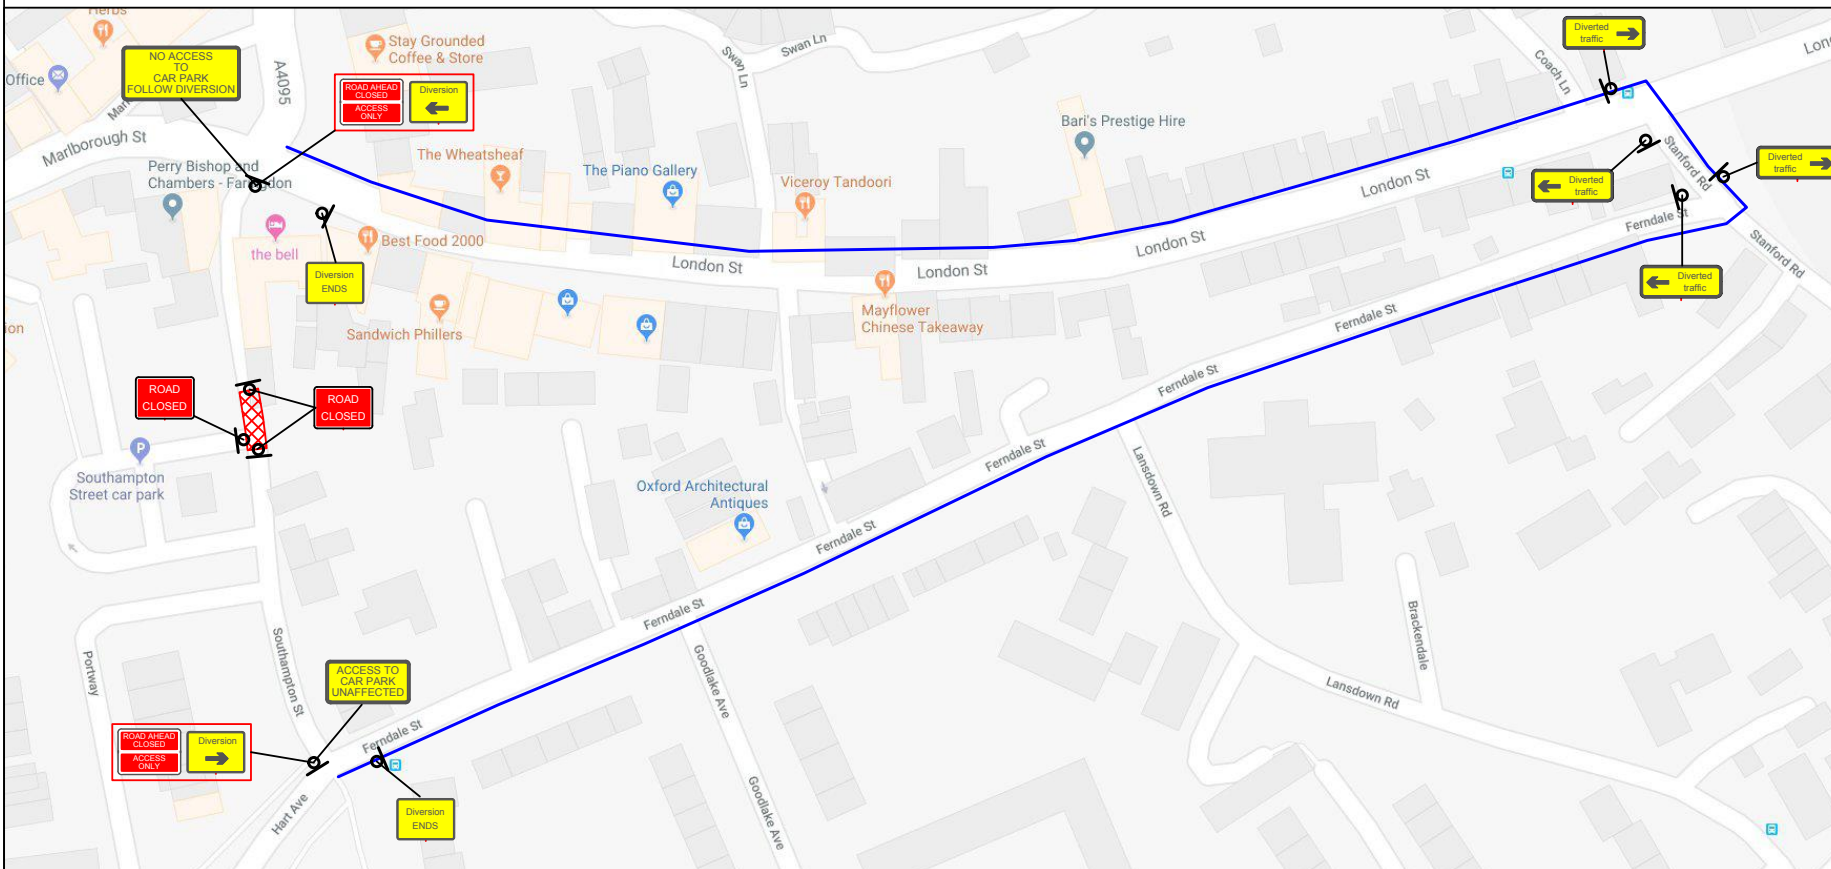 Herbs
Office
NO ACCESS
TO
CAR PARK
FOLLOW DIVERSION
A4095
Stay Grounded
Coffee & Store
ROAD AHEAD
CLOSED
ACCESS
ONLY
Diversion
Swan Ln
Swan Ln
Coach Ln
Diverted
traffic
Marlborough St
Perry Bishop and
Chambers - Faringdon
The Wheatsheaf
The Piano Gallery
Viceroy Tandoori
Bari's Prestige Hire
London St
Stanford Rd
Diverted
traffic
Diverted
traffic
the bell
Best Food 2000
Diversion
ENDS
London St
London St
London St
Ferndale St
Stanford Rd
Diverted
traffic
Sandwich Phillers
Mayflower
Chinese Takeaway
Ferndale St
Ferndale St
ROAD
CLOSED
ROAD
CLOSED
Southampton
Street car park
Oxford Architectural
Antiques
Ferndale St
Ferndale St
Lansdown Rd
Ferndale St
Brackendale
Southampton St
Portway
ACCESS TO
CAR PARK
UNAFFECTED
Goodlake Ave
Lansdown Rd
ROAD AHEAD
CLOSED
ACCESS
ONLY
Diversion
Ferndale St
Hart Ave
Diversion
ENDS
Goodlake Ave